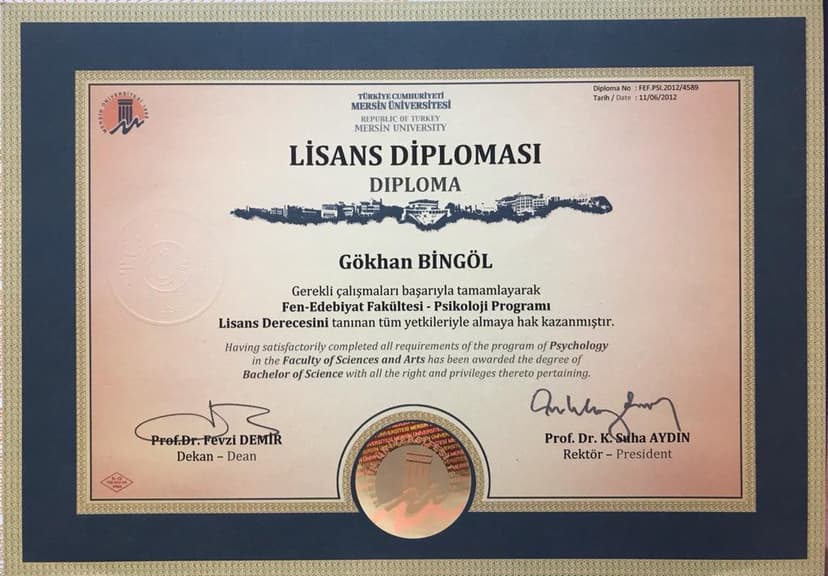 MERSİN ÜNİVERSİTESİ 1992
TÜRKİYE CUMHURİYETİ
MERSİN ÜNİVERSİTESİ
REPUBLIC OF TURKEY
MERSİN UNIVERSITY
Diploma No : FEF.PSI.2012/4589
Tarih / Date : 11/06/2012
LİSANS DİPLOMASI
DIPLOMA
Gökhan BİNGÖL
Gerekli çalışmaları başarıyla tamamlayarak
Fen-Edebiyat Fakültesi - Psikoloji Programı
Lisans Derecesini tanınan tüm yetkileriyle almaya hak kazanmıştır.
Having satisfactorily completed all requirements of the program of Psychology
in the Faculty of Sciences and Arts has been awarded the degree of
Bachelor of Science with all the right and privileges thereto pertaining.
Prof.Dr. Fevzi DEMİR
Dekan – Dean
Prof. Dr. K. Suha AYDIN
Rektör – President